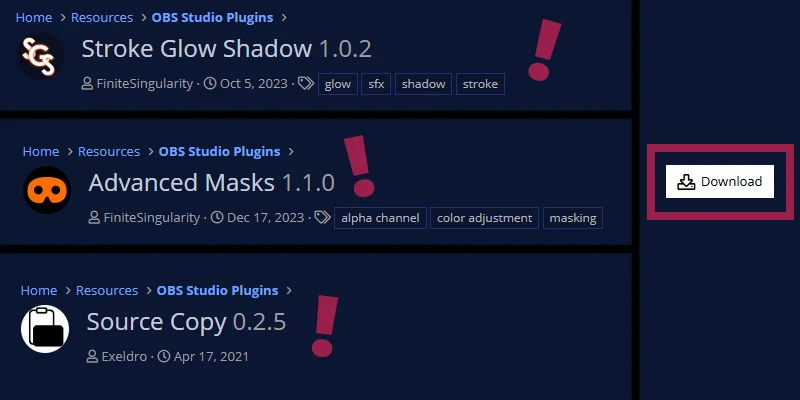 Home > Resources > OBS Studio Plugins >
SGS
Stroke Glow Shadow 1.0.2
FiniteSingularity · Oct 5, 2023 · glow sfx shadow stroke
!
Home > Resources > OBS Studio Plugins >
Advanced Masks 1.1.0
FiniteSingularity · Dec 17, 2023 · alpha channel color adjustment masking
!
Home > Resources > OBS Studio Plugins >
Source Copy 0.2.5
Exeldro · Apr 17, 2021
!
Download